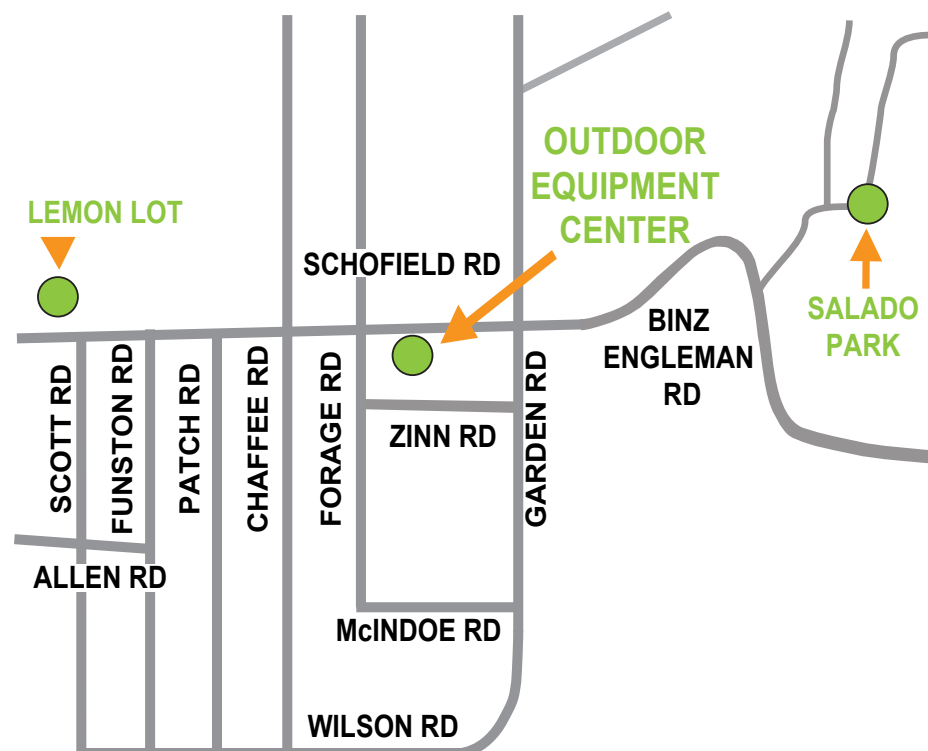 OUTDOOR
EQUIPMENT
CENTER
LEMON LOT
SCHOFIELD RD
SALADO
PARK
BINZ
ENGLEMAN
RD
SCOTT RD
FUNSTON RD
PATCH RD
CHAFFEE RD
FORAGE RD
GARDEN RD
ZINN RD
ALLEN RD
McINDOE RD
WILSON RD